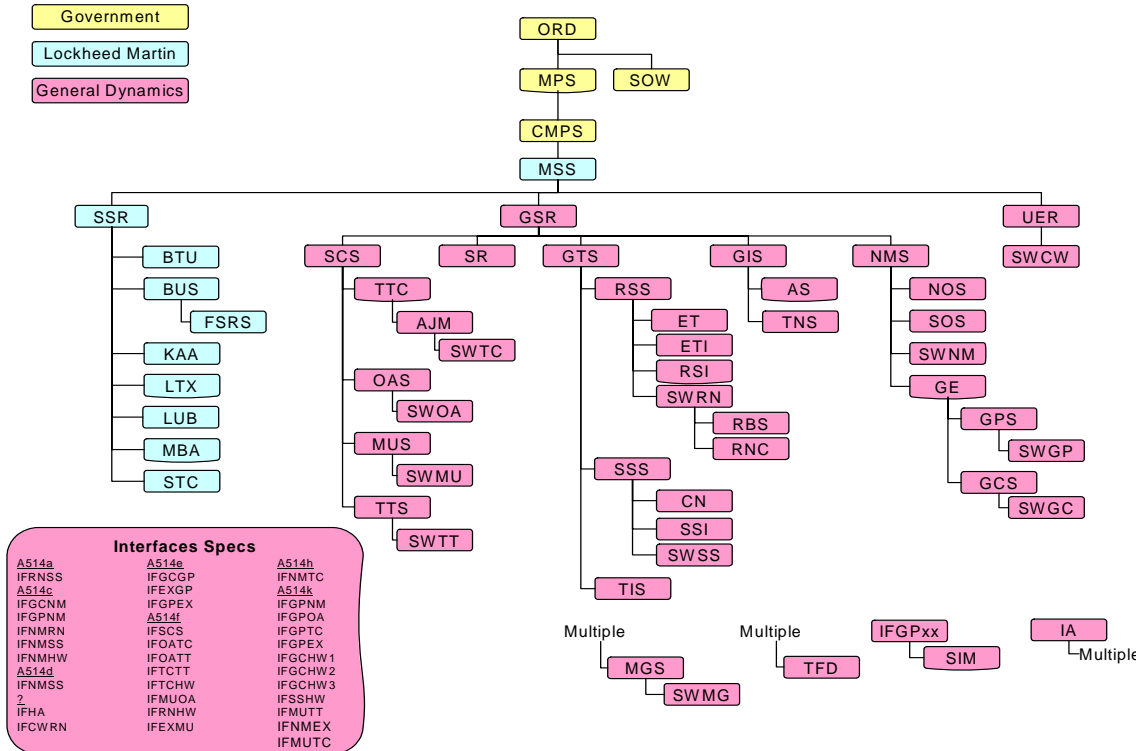 Government
Lockheed Martin
General Dynamics
ORD
MPS
SOW
CMPS
MSS
SSR
GSR
UER
BTU
BUS
FSRS
KAA
LTX
LUB
MBA
STC
SCS
SR
GTS
GIS
NMS
SWCW
TTC
AJM
SWTC
OAS
SWOA
MUS
SWMU
TTS
SWTT
RSS
ET
ETI
RSI
SWRN
RBS
RNC
SSS
CN
SSI
SWSS
TIS
AS
TNS
NOS
SOS
SWNM
GE
GPS
SWGP
GCS
SWGC
Interfaces Specs
A514a
IFRNSS
A514c
IFGCNM
IFGPNM
IFNMRN
IFNMSS
IFNMHW
A514d
IFNMSS
?
IFHA
IFCWRN
A514e
IFGCGP
IFEXGP
IFGPEX
A514f
IFSCS
IFOATC
IFOATT
IFTCTT
IFTCHW
IFMUOA
IFRNHW
IFEXMU
A514h
IFNMTC
A514k
IFGPNM
IFGPOA
IFGPTC
IFGPEX
IFGCHW1
IFGCHW2
IFGCHW3
IFSSHW
IFMUTT
IFNMEX
IFMUTC
Multiple
MGS
SWMG
Multiple
TFD
IFGPxx
SIM
IA
Multiple